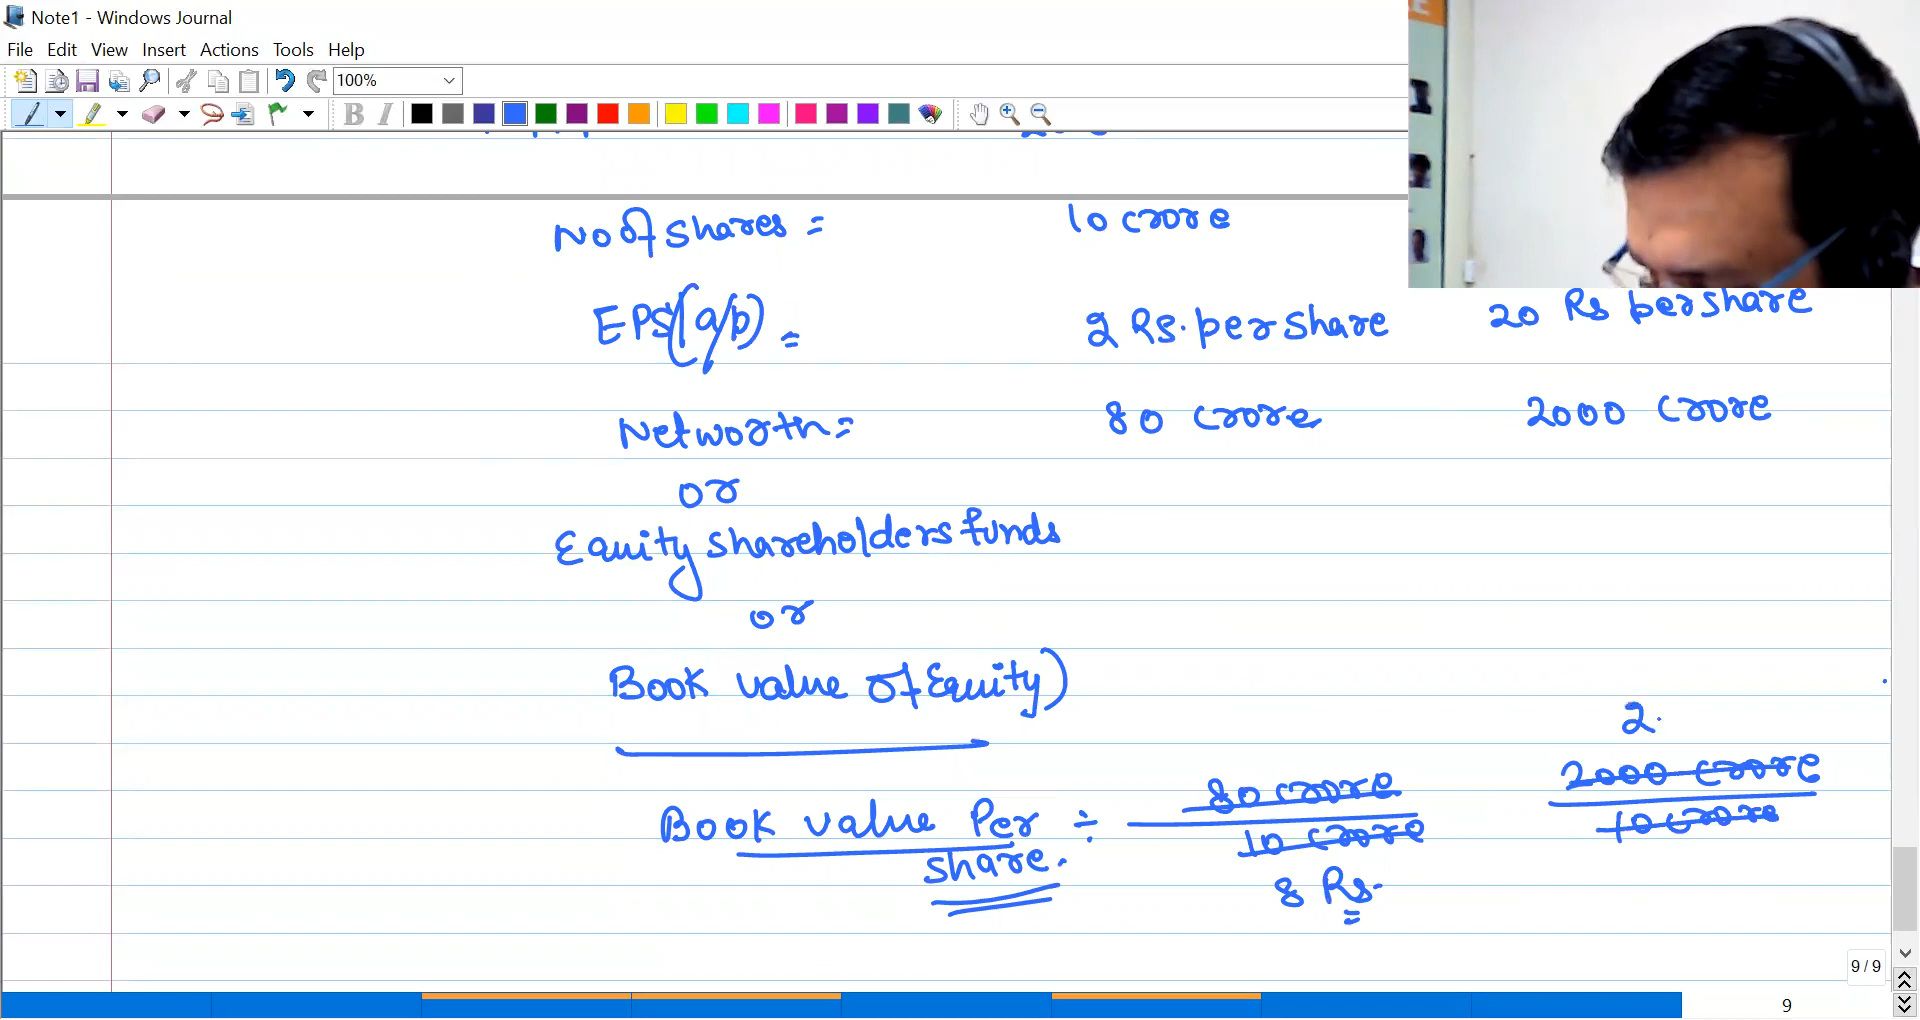 Note1 - Windows Journal
File Edit View Insert Actions Tools Help
100%
B I
No of shares = 10 crore
EPS (a/b) = 2 Rs. per share 20 Rs per share
Networth = 80 crore 2000 crore
or
Equity shareholders funds
or
Book value of Equity)
2.
Book value Per ÷ 80 crore 2000 crore
share. 10 crore 10 crore
8 Rs.
9 / 9
9